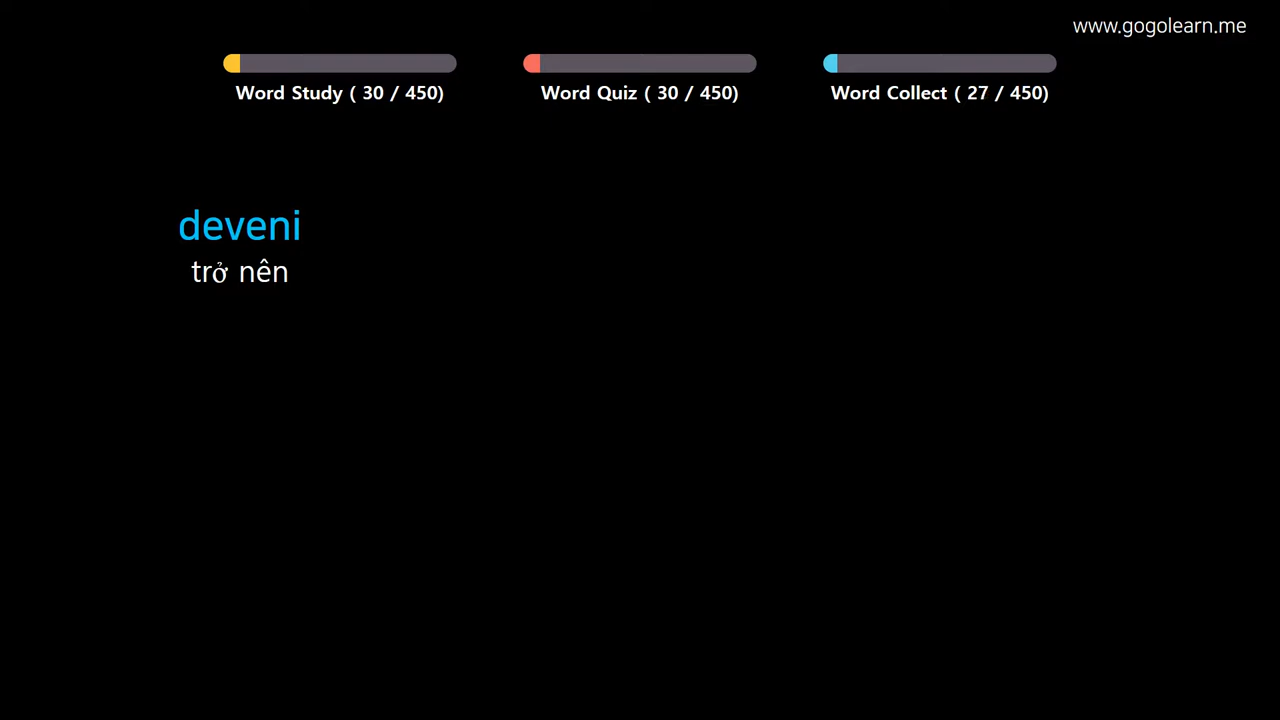 www.gogolearn.me
Word Study ( 30 / 450)
Word Quiz ( 30 / 450)
Word Collect ( 27 / 450)
deveni
trở nên